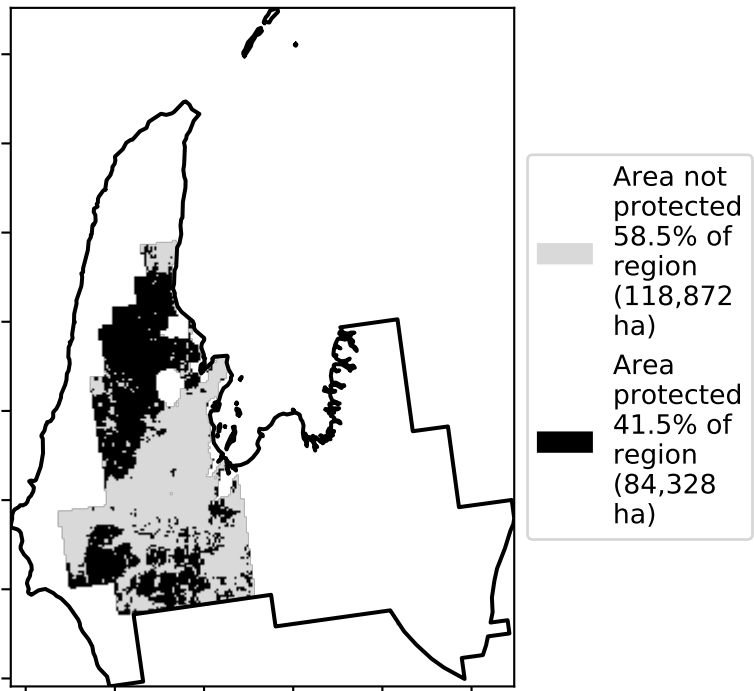 Area not
protected
58.5% of
region
(118,872
ha)
Area
protected
41.5% of
region
(84,328
ha)